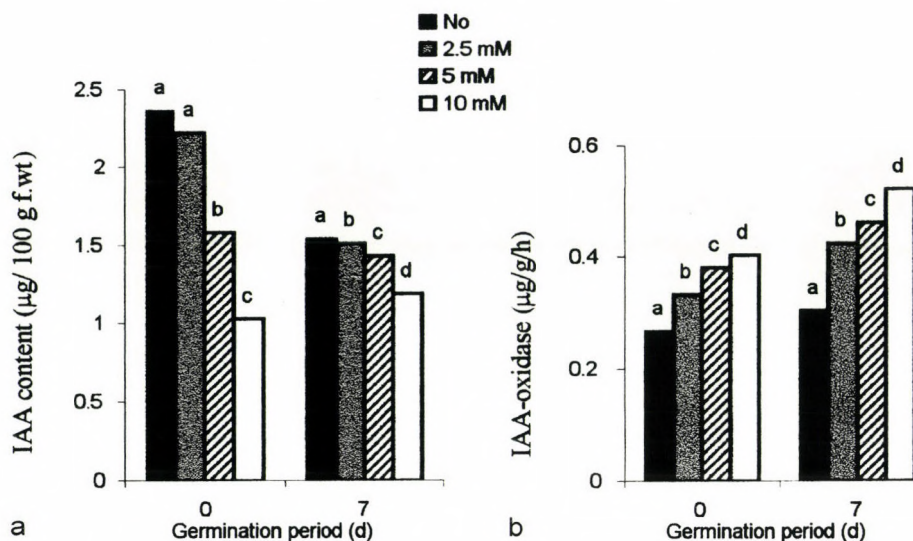 No
2.5 mM
5 mM
10 mM
IAA content (µg/ 100 g f.wt)
2.5
2
1.5
1
0.5
0
a
a
b
c
a
b
c
d
0
7
Germination period (d)
a
IAA-oxidase (µg/g/h)
0.6
0.4
0.2
0
a
b
c
d
a
b
c
d
0
7
Germination period (d)
b